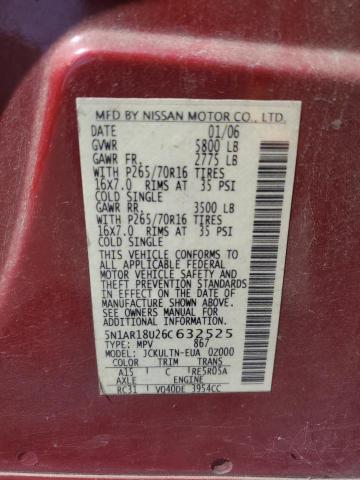 MFD BY NISSAN MOTOR CO., LTD.
DATE 01/06
GVWR 5800 LB
GAWR FR. 2775 LB
WITH P265/70R16 TIRES
16X7.0 RIMS AT 35 PSI
COLD SINGLE
GAWR RR. 3500 LB
WITH P265/70R16 TIRES
16X7.0 RIMS AT 35 PSI
COLD SINGLE
THIS VEHICLE CONFORMS TO
ALL APPLICABLE FEDERAL
MOTOR VEHICLE SAFETY AND
THEFT PREVENTION STANDARDS
IN EFFECT ON THE DATE OF
MANUFACTURE SHOWN ABOVE.
SEE OWNERS MANUAL FOR
ADDITIONAL INFORMATION.
5N1AR18U26C632525
TYPE: MPV 867
MODEL: JCKULTN-EUA 02000
COLOR TRIM TRANS
A15 C RE5R05A
AXLE ENGINE
RC31 VQ40DE 3954CC